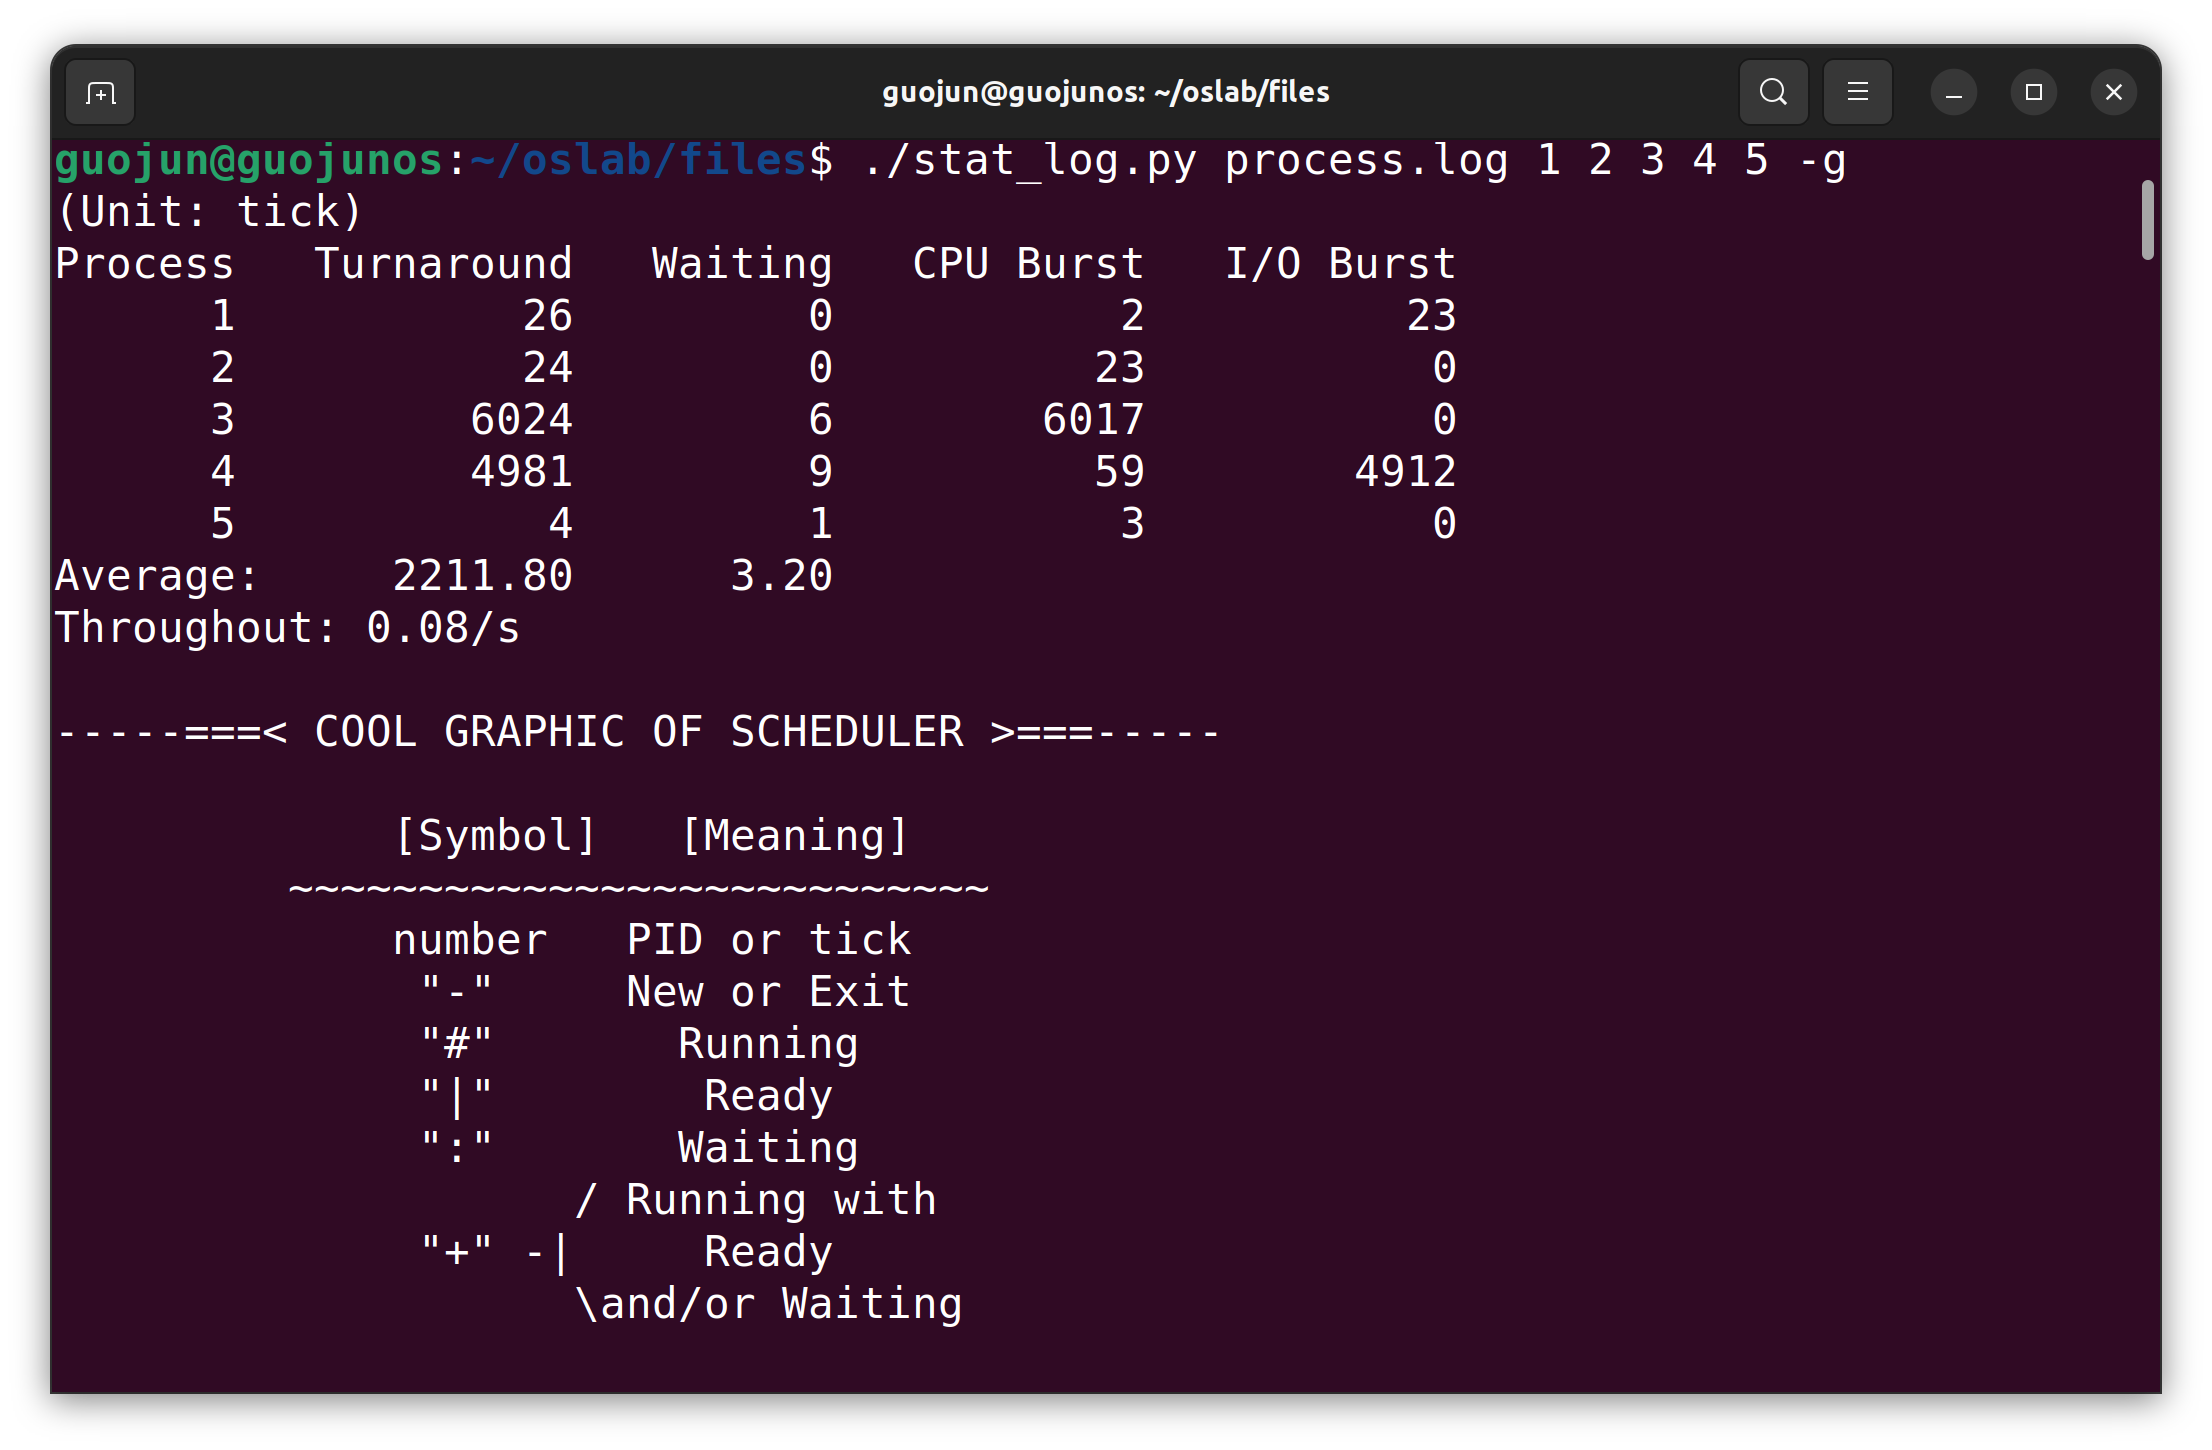 guojun@guojunos: ~/oslab/files
guojun@guojunos:~/oslab/files$ ./stat_log.py process.log 1 2 3 4 5 -g
(Unit: tick)
Process   Turnaround   Waiting   CPU Burst   I/O Burst
      1           26         0           2          23
      2           24         0          23           0
      3         6024         6        6017           0
      4         4981         9          59        4912
      5            4         1           3           0
Average:     2211.80      3.20
Throughout: 0.08/s
-----===< COOL GRAPHIC OF SCHEDULER >===-----
             [Symbol]   [Meaning]
         ~~~~~~~~~~~~~~~~~~~~~~~~~~~
             number   PID or tick
              "-"     New or Exit
              "#"       Running
              "|"        Ready
              ":"       Waiting
                    / Running with
              "+" -|     Ready
                    \and/or Waiting